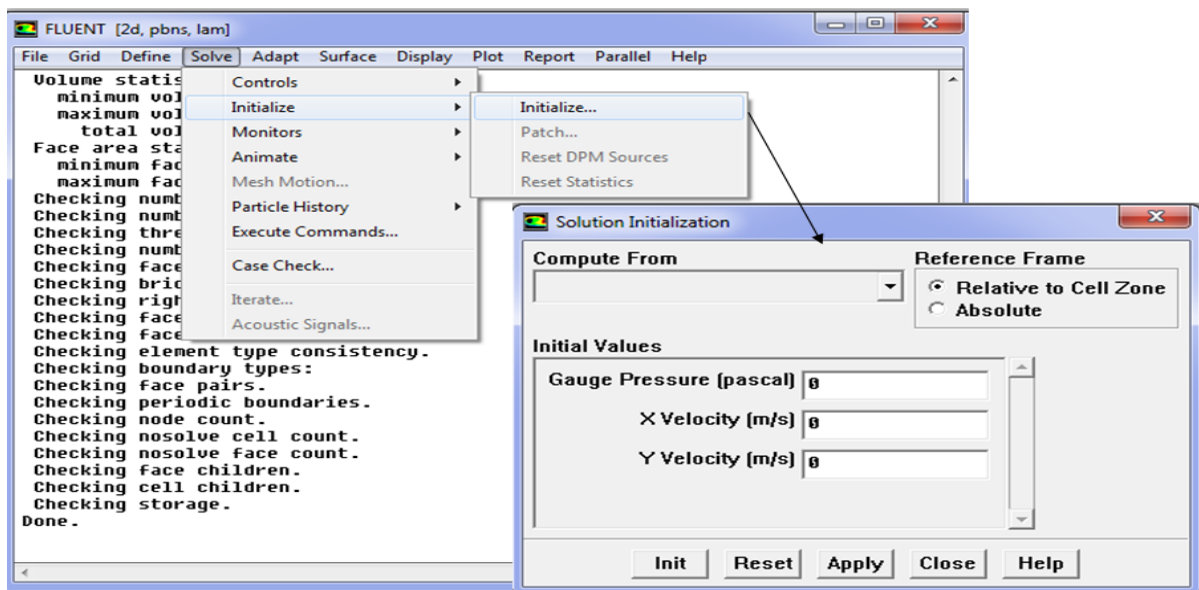 FLUENT [2d, pbns, lam]
File Grid Define Solve Adapt Surface Display Plot Report Parallel Help
Volume statis
minimum vol
maximum vol
total vol
Face area sta
minimum fac
maximum fac
Checking numb
Checking numb
Checking thre
Checking numb
Checking face
Checking bric
Checking righ
Checking face
Checking face
Checking element type consistency.
Checking boundary types:
Checking face pairs.
Checking periodic boundaries.
Checking node count.
Checking nosolve cell count.
Checking nosolve face count.
Checking face children.
Checking cell children.
Checking storage.
Done.
Controls
Initialize
Monitors
Animate
Mesh Motion...
Particle History
Execute Commands...
Case Check...
Iterate...
Acoustic Signals...
Initialize...
Patch...
Reset DPM Sources
Reset Statistics
Solution Initialization
Compute From
Reference Frame
Relative to Cell Zone
Absolute
Initial Values
Gauge Pressure (pascal) 0
X Velocity (m/s) 0
Y Velocity (m/s) 0
Init Reset Apply Close Help